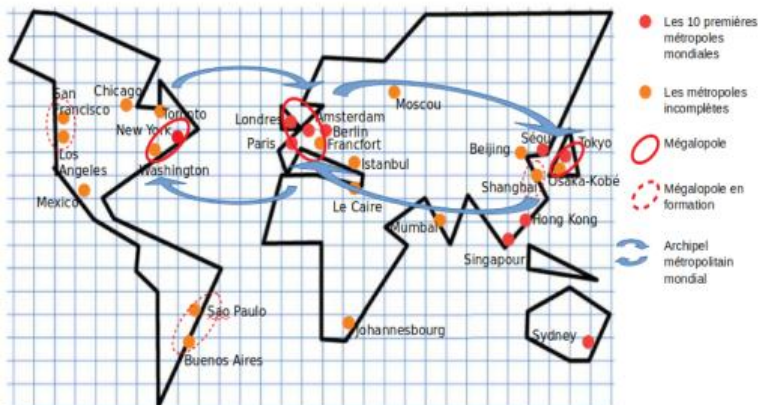 San
Francisco
Chicago
Toronto
New York
Los
Angeles
Washington
Mexico
Londres
Paris
Amsterdam
Berlin
Francfort
Moscou
Istanbul
Le Caire
Mumbai
Beijing
Séoul
Tokyo
Osaka-Kobé
Shanghai
Hong Kong
Singapour
Sao Paulo
Buenos Aires
Johannesbourg
Sydney
Les 10 premières
métropoles
mondiales
Les métropoles
incomplètes
Mégalopole
Mégalopole en
formation
Archipel
métropolitain
mondial